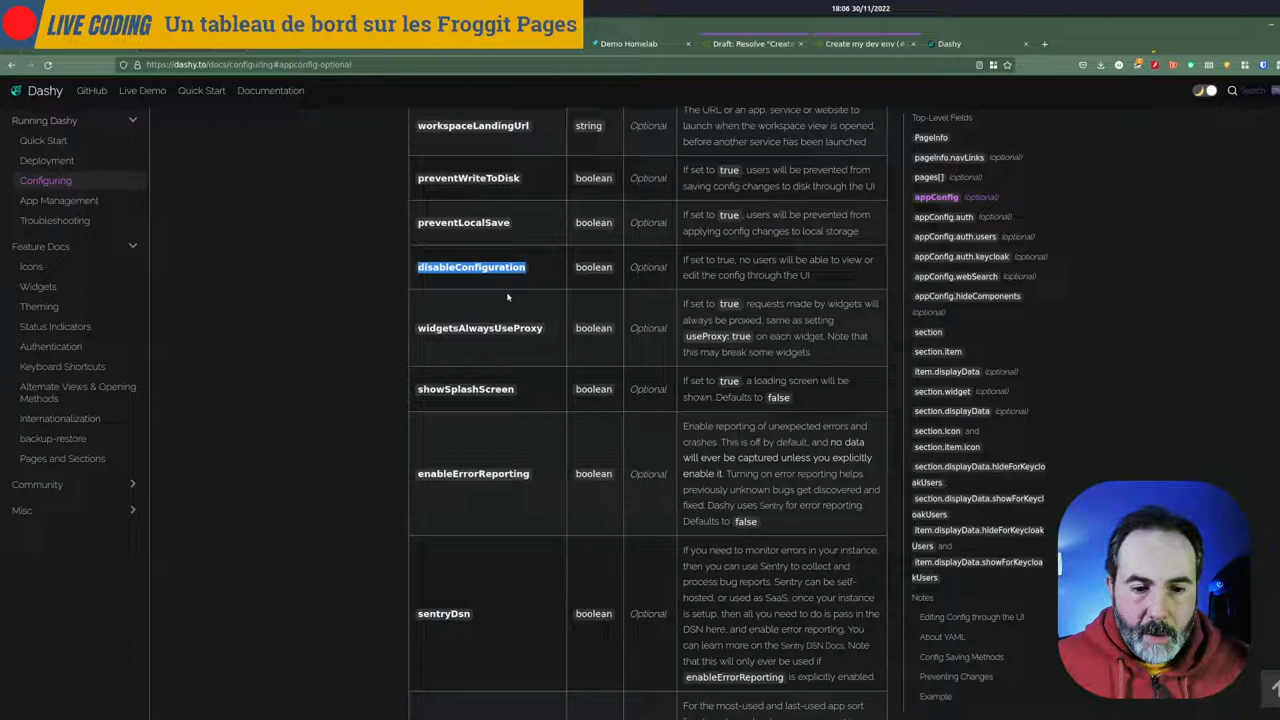 18:06 30/11/2022
LIVE CODING Un tableau de bord sur les Froggit Pages
Demo Homelab
Draft: Resolve "Create
Create my dev env (#
Dashy
https://dashy.to/docs/configuring#appconfig-optional
Dashy
GitHub
Live Demo
Quick Start
Documentation
Search
Running Dashy
Quick Start
Deployment
Configuring
App Management
Troubleshooting
Feature Docs
Icons
Widgets
Theming
Status Indicators
Authentication
Keyboard Shortcuts
Alternate Views & Opening
Methods
Internationalization
backup-restore
Pages and Sections
Community
Misc
workspaceLandingUrl
string
Optional
The URL or an app, service or website to
launch when the workspace view is opened,
before another service has been launched
preventWriteToDisk
boolean
Optional
If set to true, users will be prevented from
saving config changes to disk through the UI
preventLocalSave
boolean
Optional
If set to true, users will be prevented from
applying config changes to local storage
disableConfiguration
boolean
Optional
If set to true, no users will be able to view or
edit the config through the UI
widgetsAlwaysUseProxy
boolean
Optional
If set to true, requests made by widgets will
always be proxied, same as setting
useProxy: true on each widget. Note that
this may break some widgets
showSplashScreen
boolean
Optional
If set to true, a loading screen will be
shown. Defaults to false
enableErrorReporting
boolean
Optional
Enable reporting of unexpected errors and
crashes. This is off by default, and no data
will ever be captured unless you explicitly
enable it. Turning on error reporting helps
previously unknown bugs get discovered and
fixed. Dashy uses Sentry for error reporting.
Defaults to false
sentryDsn
boolean
Optional
If you need to monitor errors in your instance,
then you can use Sentry to collect and
process bug reports. Sentry can be self-
hosted, or used as SaaS, once your instance
is setup, then all you need to do is pass in the
DSN here, and enable error reporting. You
can learn more on the Sentry DSN Docs. Note
that this will only ever be used if
enableErrorReporting is explicitly enabled.
For the most-used and last-used app sort
Top-Level Fields
PageInfo
pageInfo.navLinks (optional)
pages[] (optional)
appConfig (optional)
appConfig.auth (optional)
appConfig.auth.users (optional)
appConfig.auth.keycloak (optional)
appConfig.webSearch (optional)
appConfig.hideComponents
(optional)
section
section.item
item.displayData (optional)
section.widget (optional)
section.displayData (optional)
section.icon and
section.item.icon
section.displayData.hideForKeyclo
akUsers
section.displayData.showForKeycl
oakUsers
item.displayData.hideForKeycloak
Users and
item.displayData.showForKeycloa
kUsers
Notes
Editing Config through the UI
About YAML
Config Saving Methods
Preventing Changes
Example